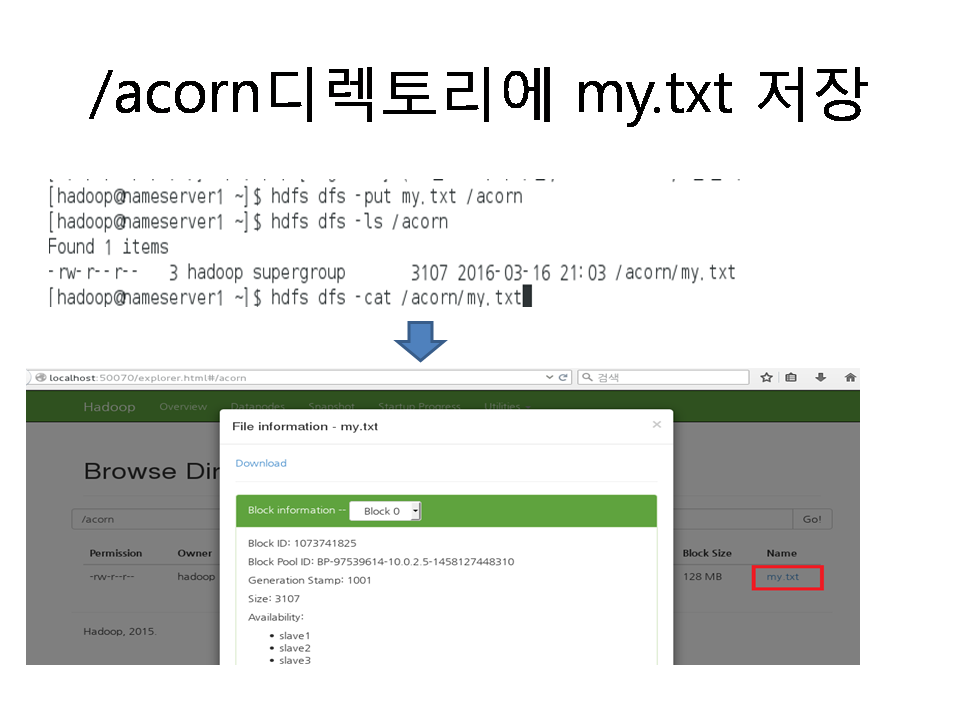 /acorn디렉토리에 my.txt 저장
[hadoop@nameserver1 ~]$ hdfs dfs -put my.txt /acorn
[hadoop@nameserver1 ~]$ hdfs dfs -ls /acorn
Found 1 items
-rw-r--r--   3 hadoop supergroup       3107 2016-03-16 21:03 /acorn/my.txt
[hadoop@nameserver1 ~]$ hdfs dfs -cat /acorn/my.txt
localhost:50070/explorer.html#/acorn 검색
Hadoop Overview Datanodes Snapshot Startup Progress Utilities
File information - my.txt ×
Download
Browse Dir
Block information -- Block 0
/acorn Go!
Block ID: 1073741825
Permission Owner Block Size Name
Block Pool ID: BP-97539614-10.0.2.5-1458127448310
-rw-r--r-- hadoop 128 MB my.txt
Generation Stamp: 1001
Size: 3107
Availability:
Hadoop, 2015.
slave1
slave2
slave3